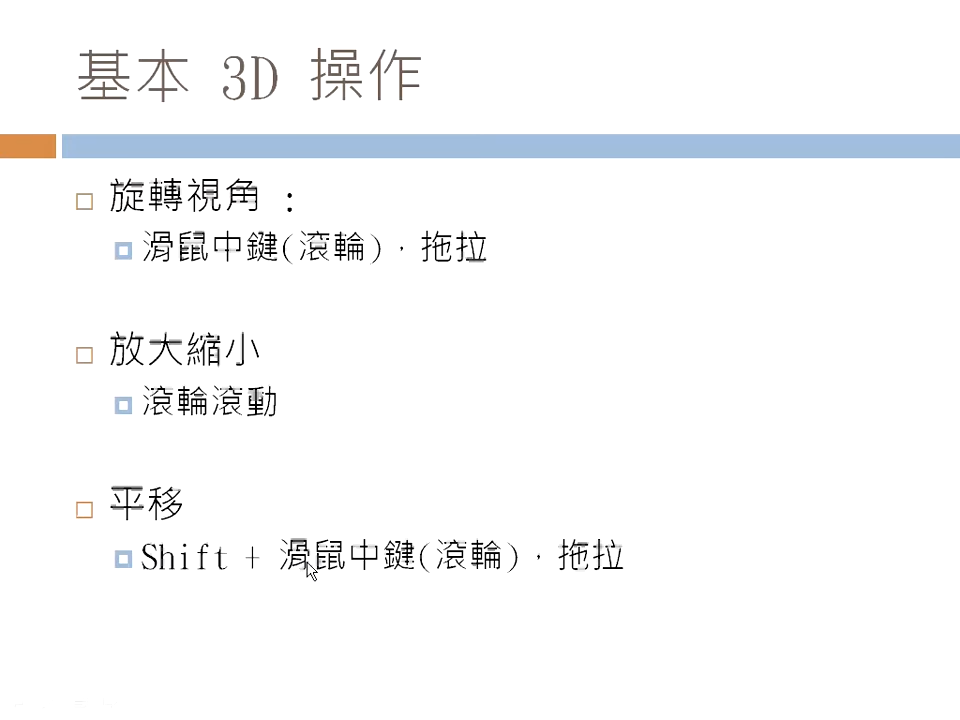 基本 3D 操作
旋轉視角 :
滑鼠中鍵(滾輪)，拖拉
放大縮小
滾輪滾動
平移
Shift + 滑鼠中鍵(滾輪)，拖拉